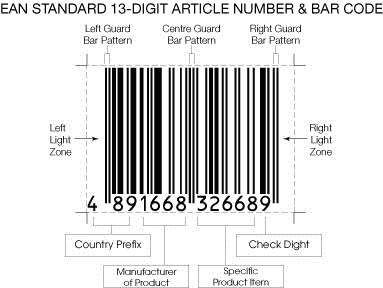 EAN STANDARD 13-DIGIT ARTICLE NUMBER & BAR CODE
Left Guard
Bar Pattern
Centre Guard
Bar Pattern
Right Guard
Bar Pattern
Left
Light
Zone
Right
Light
Zone
4 891668 326689
Country Prefix
Check Dight
Manufacturer
of Product
Specific
Product Item